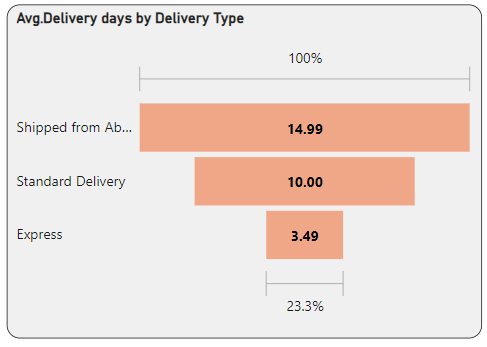 Avg.Delivery days by Delivery Type
100%
Shipped from Ab... 14.99
Standard Delivery 10.00
Express 3.49
23.3%